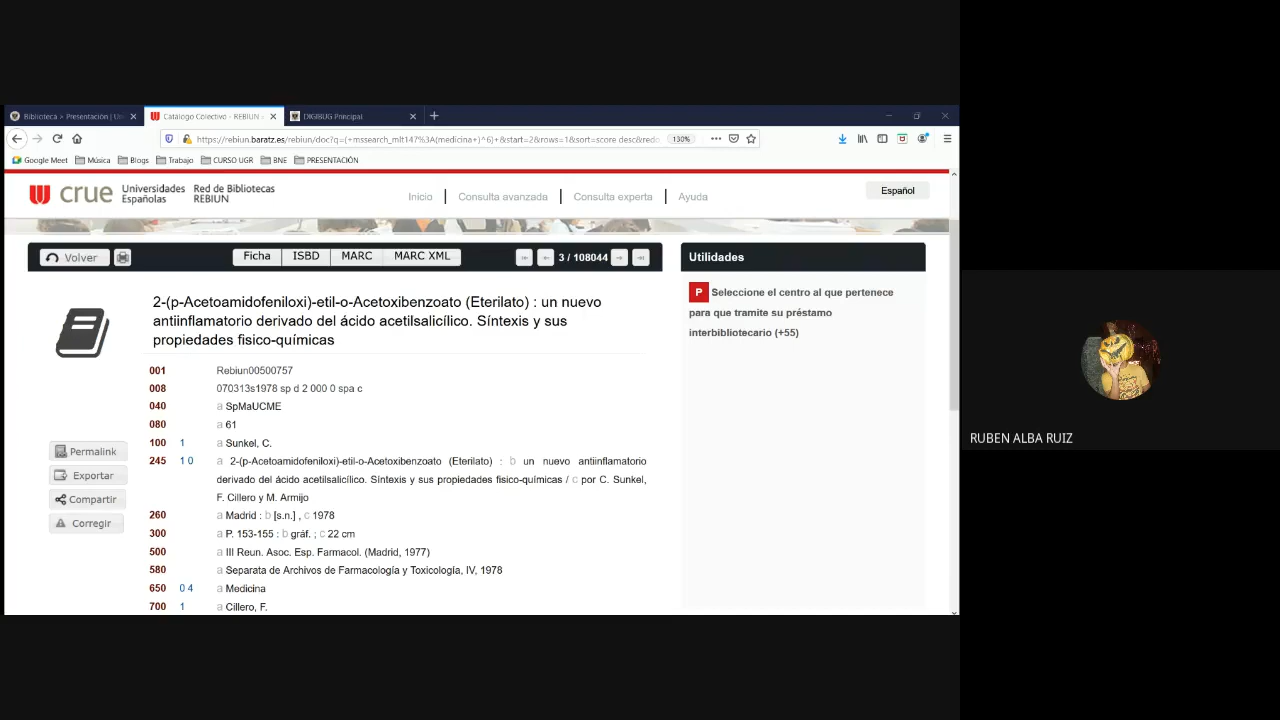 Biblioteca > Presentación | Un
Catálogo Colectivo - REBIUN
DIGIBUG Principal
https://rebiun.baratz.es/rebiun/doc?q=(+mssearch_mlt147%3A(medicina+)^6)+&start=2&rows=1&sort=score desc&redo
130%
Google Meet
Música
Blogs
Trabajo
CURSO UGR
BNE
PRESENTACIÓN
crue
Universidades
Españolas
Red de Bibliotecas
REBIUN
Inicio
Consulta avanzada
Consulta experta
Ayuda
Español
Volver
Ficha
ISBD
MARC
MARC XML
3 / 108044
Utilidades
P Seleccione el centro al que pertenece
para que tramite su préstamo
interbibliotecario (+55)
2-(p-Acetoamidofeniloxi)-etil-o-Acetoxibenzoato (Eterilato) : un nuevo
antiinflamatorio derivado del ácido acetilsalicílico. Síntexis y sus
propiedades fisico-químicas
001 Rebiun00500757
008 070313s1978 sp d 2 000 0 spa c
040 a SpMaUCME
080 a 61
100 1 a Sunkel, C.
245 1 0 a 2-(p-Acetoamidofeniloxi)-etil-o-Acetoxibenzoato (Eterilato) : b un nuevo antiinflamatorio
derivado del ácido acetilsalicílico. Síntexis y sus propiedades fisico-químicas / c por C. Sunkel,
F. Cillero y M. Armijo
260 a Madrid : b [s.n.] , c 1978
300 a P. 153-155 : b gráf. ; c 22 cm
500 a III Reun. Asoc. Esp. Farmacol. (Madrid, 1977)
580 a Separata de Archivos de Farmacología y Toxicología, IV, 1978
650 0 4 a Medicina
700 1 a Cillero, F.
Permalink
Exportar
Compartir
Corregir
RUBEN ALBA RUIZ